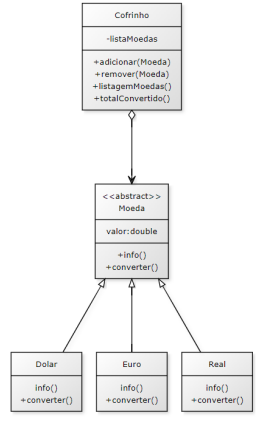 Cofrinho
-listaMoedas
+adicionar(Moeda)
+remover(Moeda)
+listagemMoedas()
+totalConvertido()
<<abstract>>
Moeda
valor:double
+info()
+converter()
Dolar
info()
+converter()
Euro
info()
+converter()
Real
info()
+converter()